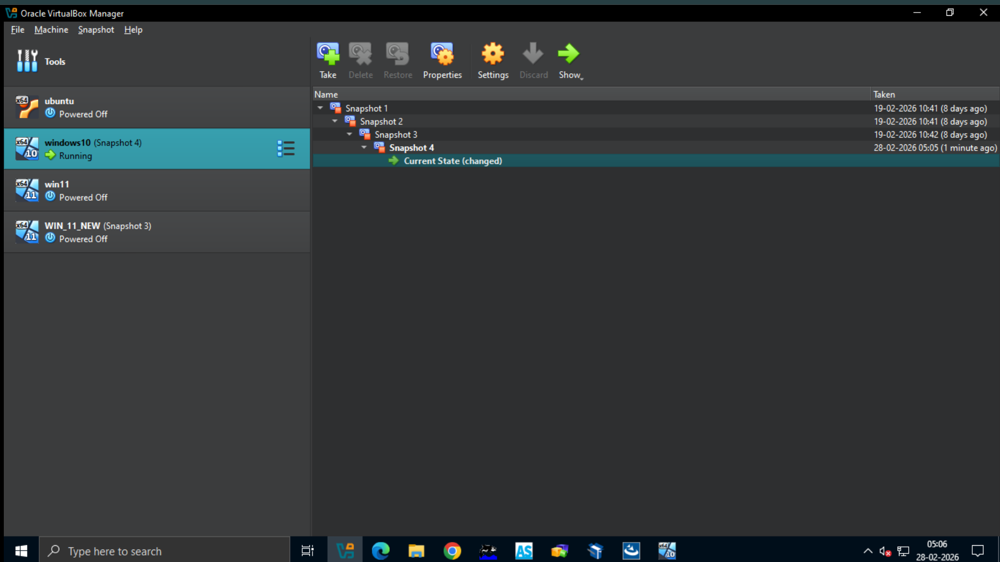 Oracle VirtualBox Manager
File Machine Snapshot Help
Tools
Take Delete Restore Properties Settings Discard Show
Name Taken
x64 ubuntu
Powered Off
x64 10 windows10 (Snapshot 4)
Running
x64 11 win11
Powered Off
x64 11 WIN_11_NEW (Snapshot 3)
Powered Off
Snapshot 1 19-02-2026 10:41 (8 days ago)
Snapshot 2 19-02-2026 10:41 (8 days ago)
Snapshot 3 19-02-2026 10:42 (8 days ago)
Snapshot 4 28-02-2026 05:05 (1 minute ago)
Current State (changed)
Type here to search
AS
x64 10
05:06
28-02-2026